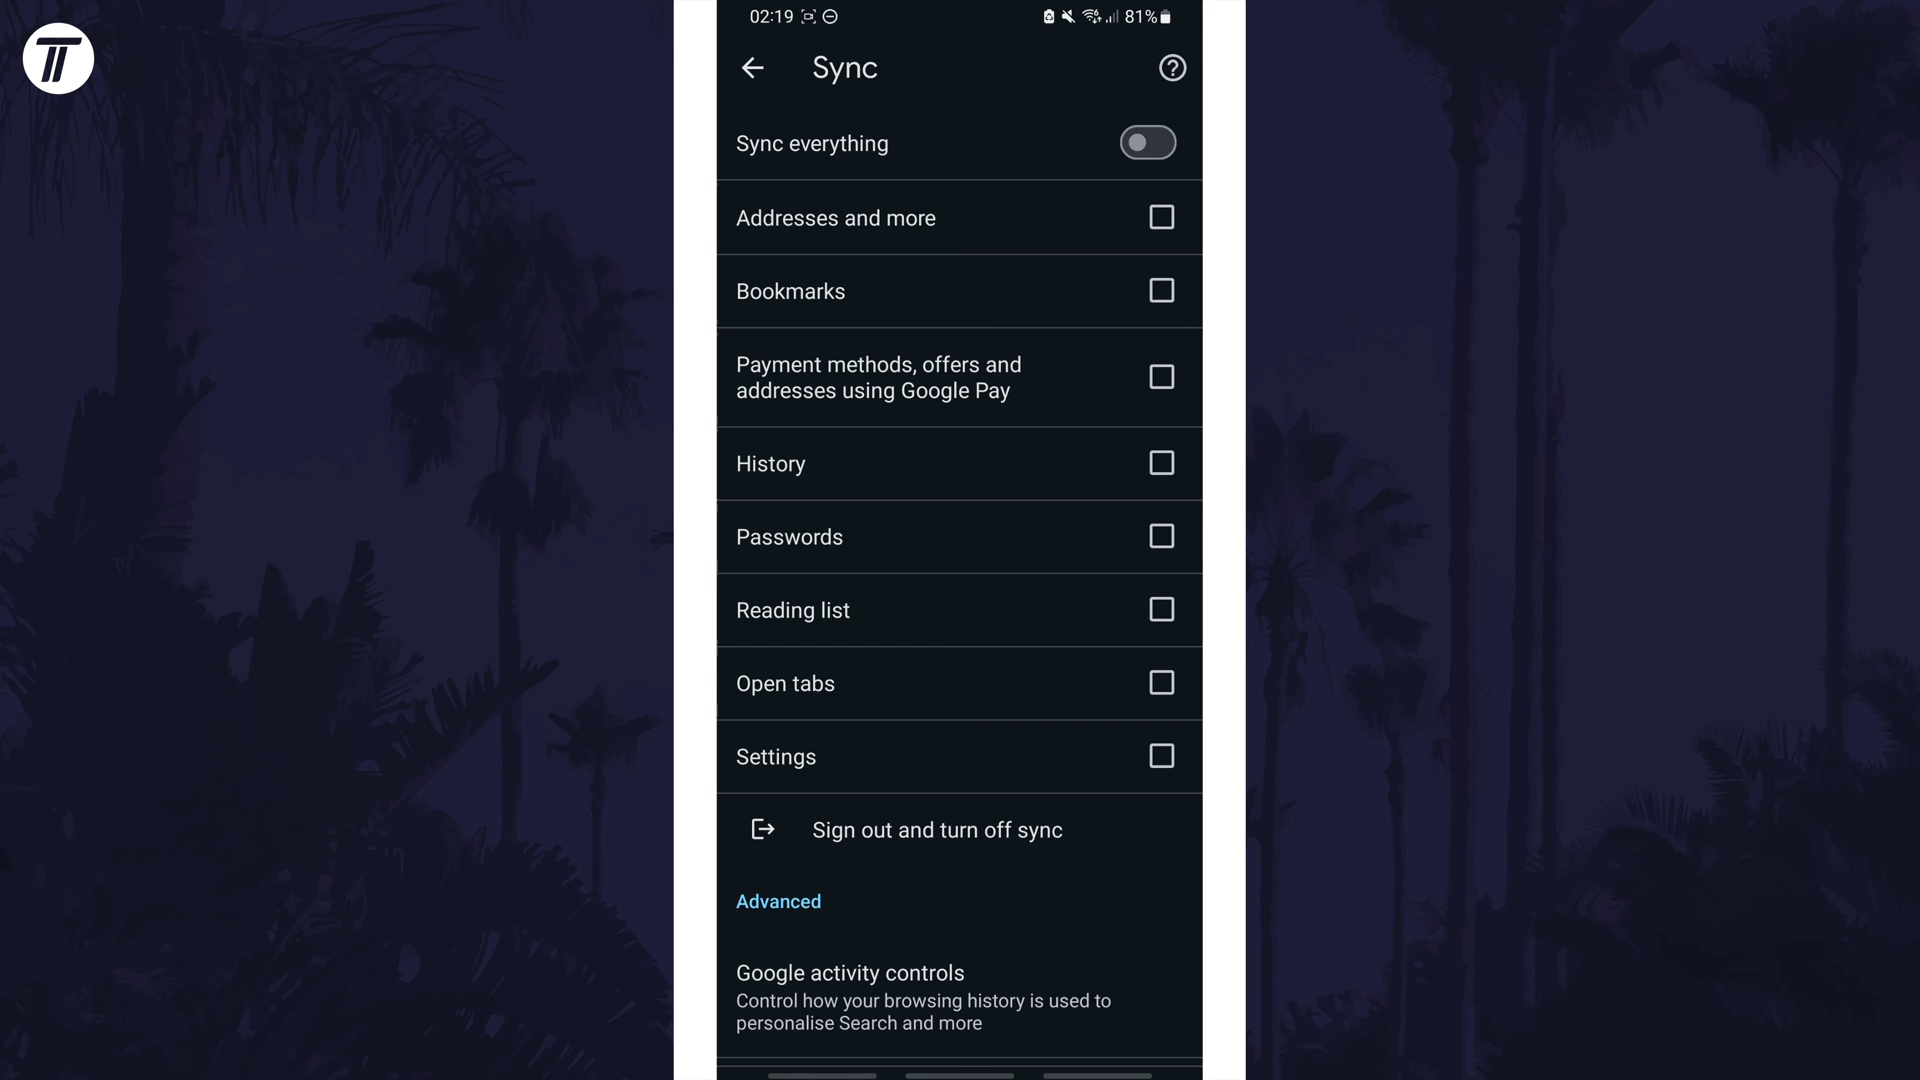 02:19 81%
Sync
Sync everything
Addresses and more
Bookmarks
Payment methods, offers and
addresses using Google Pay
History
Passwords
Reading list
Open tabs
Settings
Sign out and turn off sync
Advanced
Google activity controls
Control how your browsing history is used to
personalise Search and more